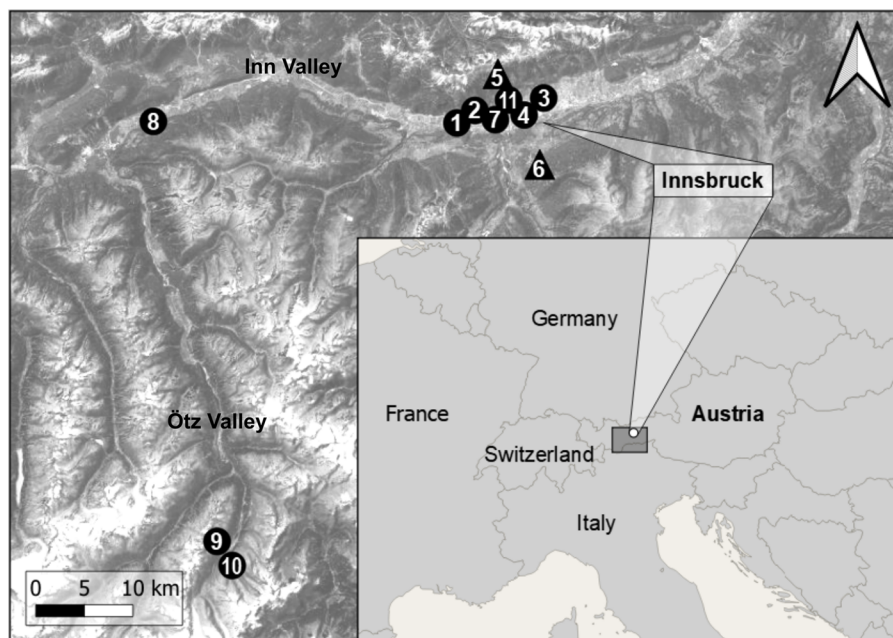 Inn Valley
5
11
3
2
4
7
1
8
6
Innsbruck
Germany
France
Austria
Switzerland
Ötz Valley
Italy
9
10
0 5 10 km